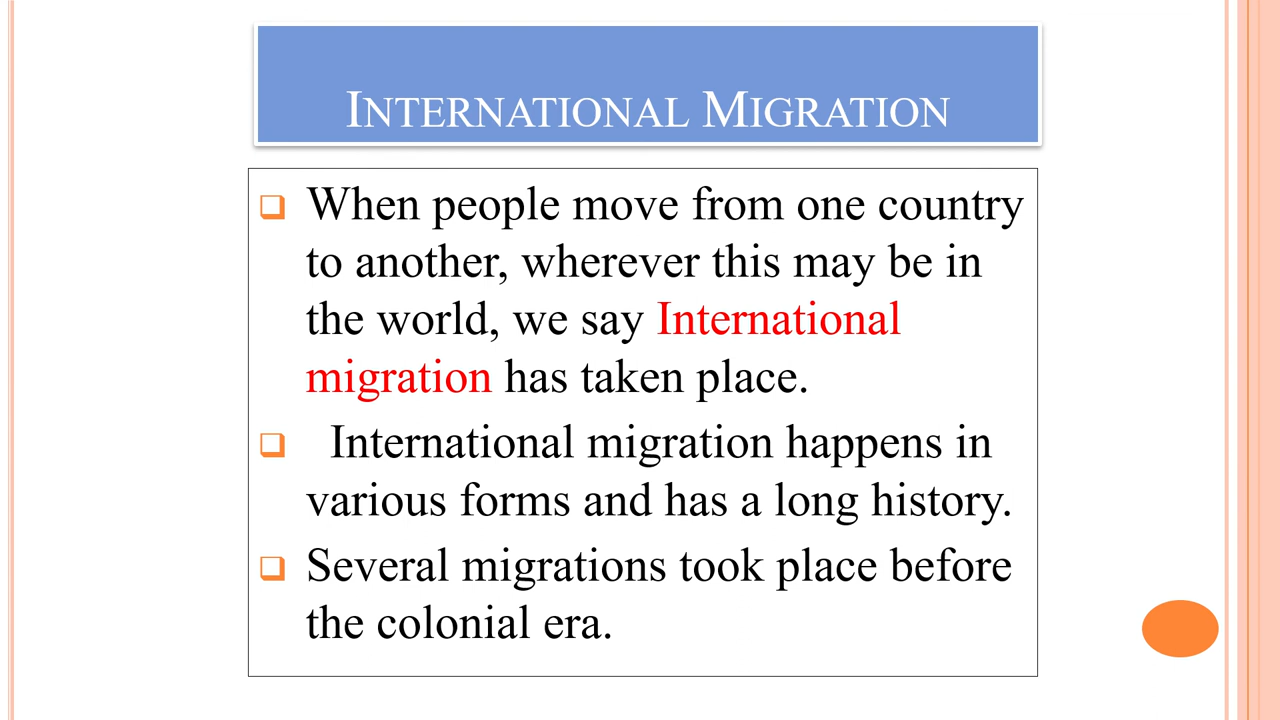 INTERNATIONAL MIGRATION
When people move from one country
to another, wherever this may be in
the world, we say International
migration has taken place.
International migration happens in
various forms and has a long history.
Several migrations took place before
the colonial era.